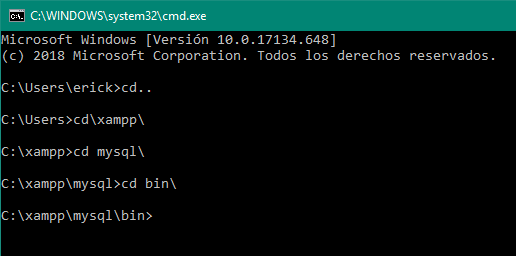 C:\WINDOWS\system32\cmd.exe
Microsoft Windows [Versión 10.0.17134.648]
(c) 2018 Microsoft Corporation. Todos los derechos reservados.
C:\Users\erick>cd..
C:\Users>cd\xampp\
C:\xampp>cd mysql\
C:\xampp\mysql>cd bin\
C:\xampp\mysql\bin>